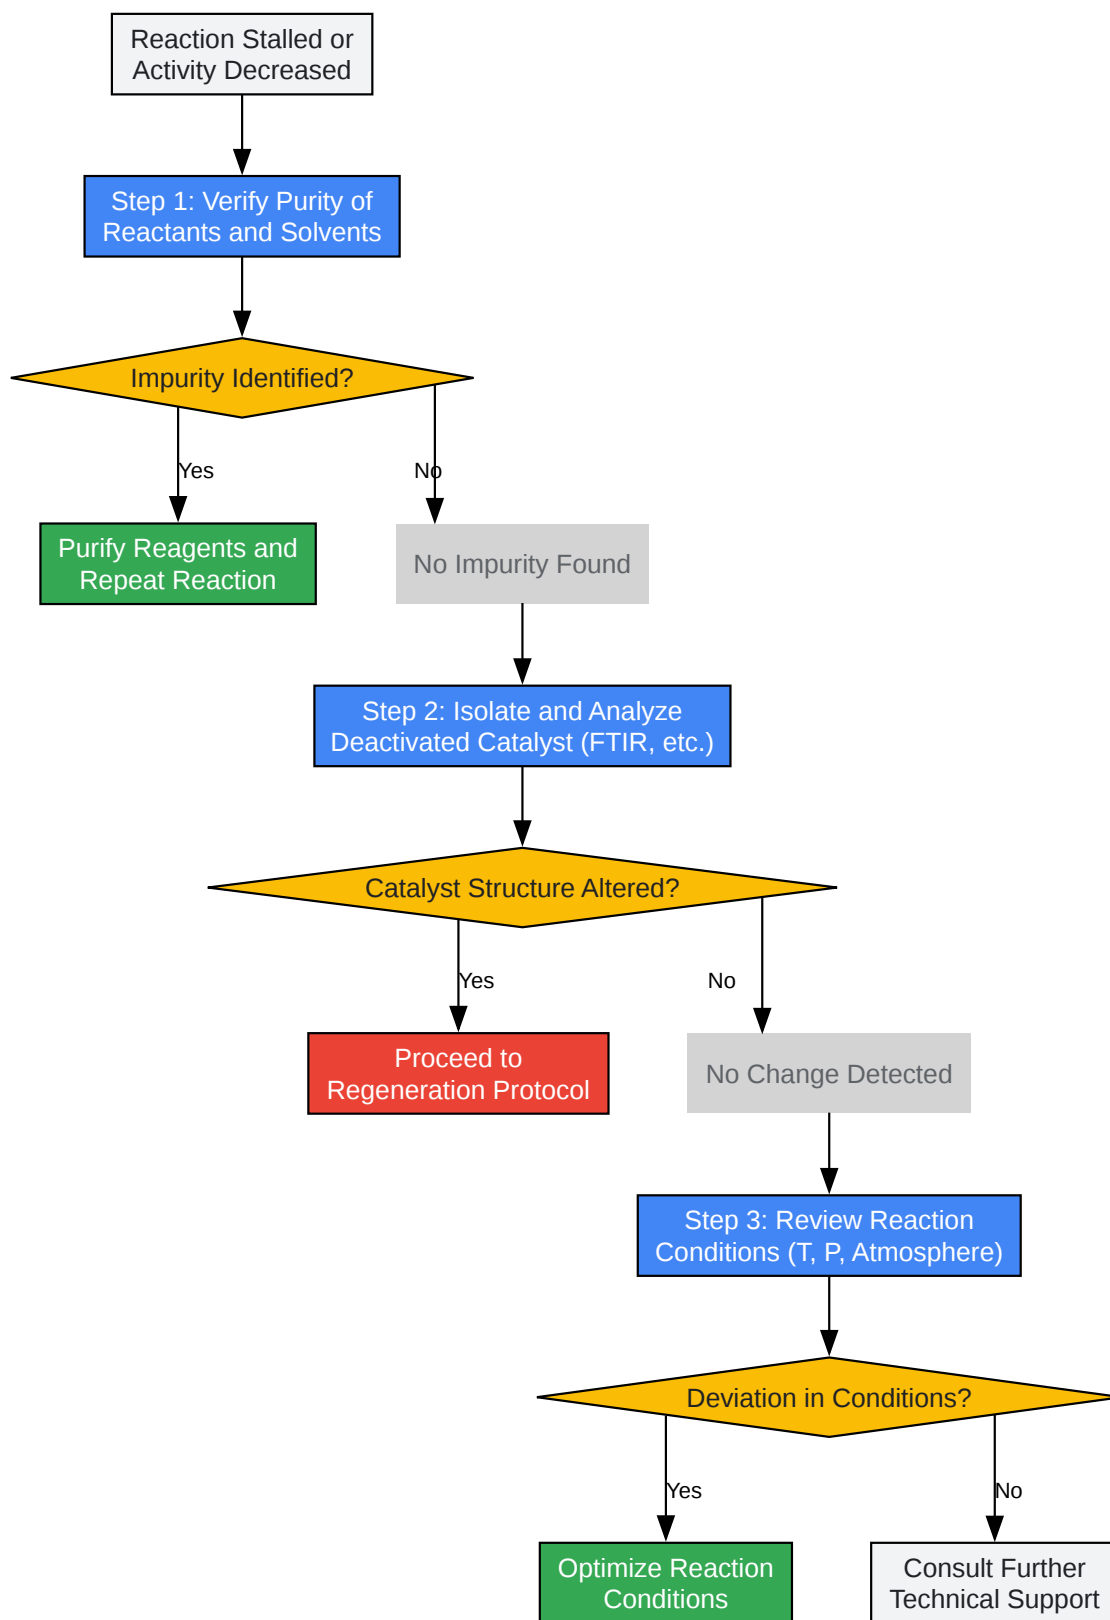 Reaction Stalled or
Activity Decreased
Step 1: Verify Purity of
Reactants and Solvents
Impurity Identified?
Yes
No
Purify Reagents and
Repeat Reaction
No Impurity Found
Step 2: Isolate and Analyze
Deactivated Catalyst (FTIR, etc.)
Catalyst Structure Altered?
Yes
No
Proceed to
Regeneration Protocol
No Change Detected
Step 3: Review Reaction
Conditions (T, P, Atmosphere)
Deviation in Conditions?
Yes
No
Optimize Reaction
Conditions
Consult Further
Technical Support